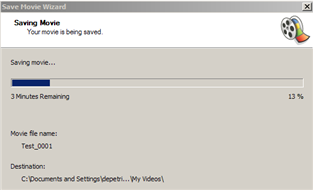 Save Movie Wizard
Saving Movie
Your movie is being saved.
Saving movie...
3 Minutes Remaining 13 %
Movie file name:
Test_0001
Destination:
C:\Documents and Settings\depetri...\My Videos\